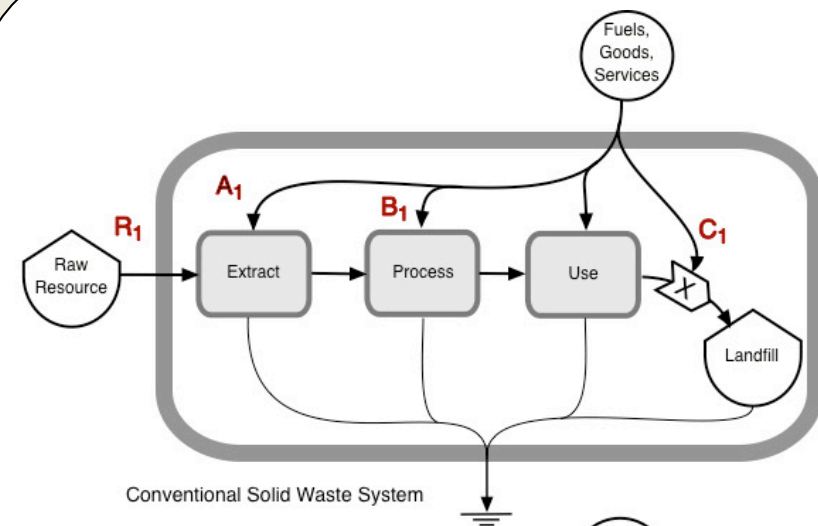 Fuels,
Goods,
Services
A1
B1
R1
C1
Raw
Resource
Extract
Process
Use
X
Landfill
Conventional Solid Waste System